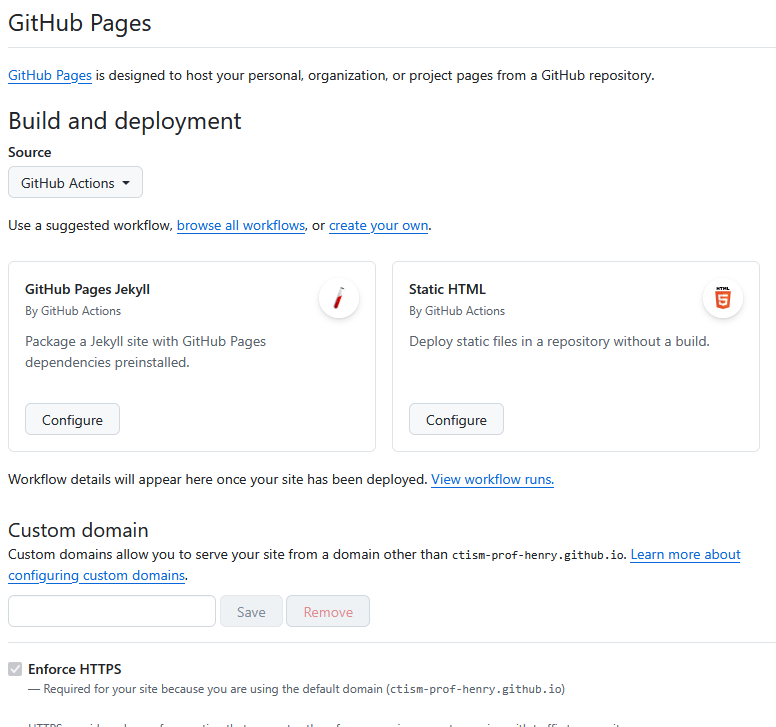 GitHub Pages
GitHub Pages is designed to host your personal, organization, or project pages from a GitHub repository.
Build and deployment
Source
GitHub Actions
Use a suggested workflow, browse all workflows, or create your own.
GitHub Pages Jekyll
By GitHub Actions
Package a Jekyll site with GitHub Pages
dependencies preinstalled.
Configure
Static HTML
By GitHub Actions
Deploy static files in a repository without a build.
HTML
5
Configure
Workflow details will appear here once your site has been deployed. View workflow runs.
Custom domain
Custom domains allow you to serve your site from a domain other than ctism-prof-henry.github.io. Learn more about
configuring custom domains.
Save Remove
Enforce HTTPS
— Required for your site because you are using the default domain (ctism-prof-henry.github.io)